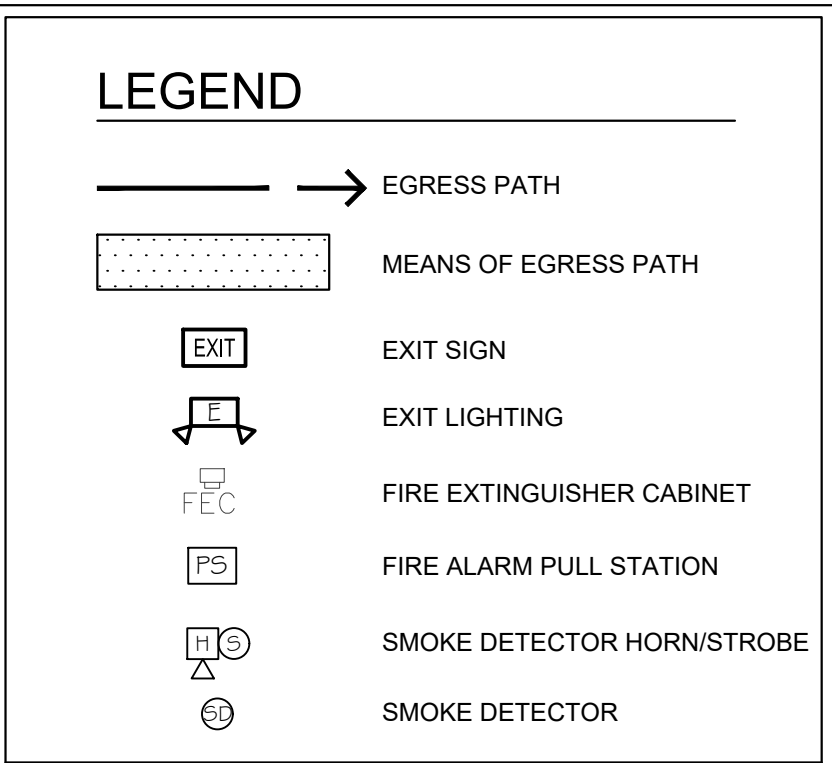 LEGEND
EGRESS PATH
MEANS OF EGRESS PATH
EXIT EXIT SIGN
E EXIT LIGHTING
FEC FIRE EXTINGUISHER CABINET
PS FIRE ALARM PULL STATION
H S SMOKE DETECTOR HORN/STROBE
SD SMOKE DETECTOR